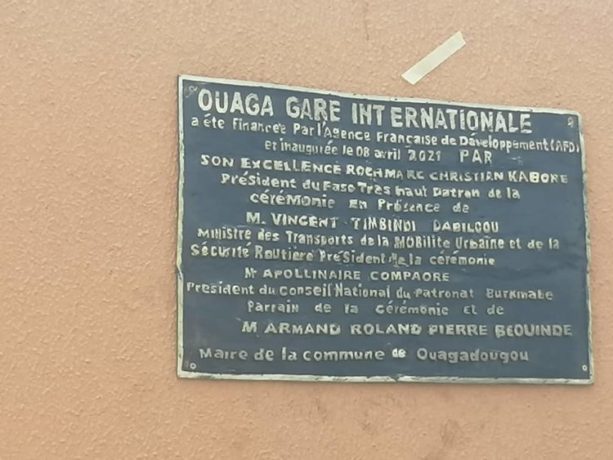 OUAGA GARE INTERNATIONALE
a été Financée Par l'Agence Française de Développement (AFD)
et inaugurée le 08 avril 2021 PAR
SON EXCELLENCE ROCHMARC CHRISTIAN KABORE
Président du Faso Très haut Patron de la
cérémonie En Présence de
M. VINCENT TIMBINDI DABILGOU
Ministre des Transports de la MOBilité Urbaine et de la
Sécurité Routière Président de la cérémonie
Mr APOLLINAIRE COMPAORE
President du Conseil National du Patronat Burkinabe
Parrain de la cérémonie et de
M ARMAND ROLAND PIERRE BEOUINDE
Maire de la commune de Ouagadougou